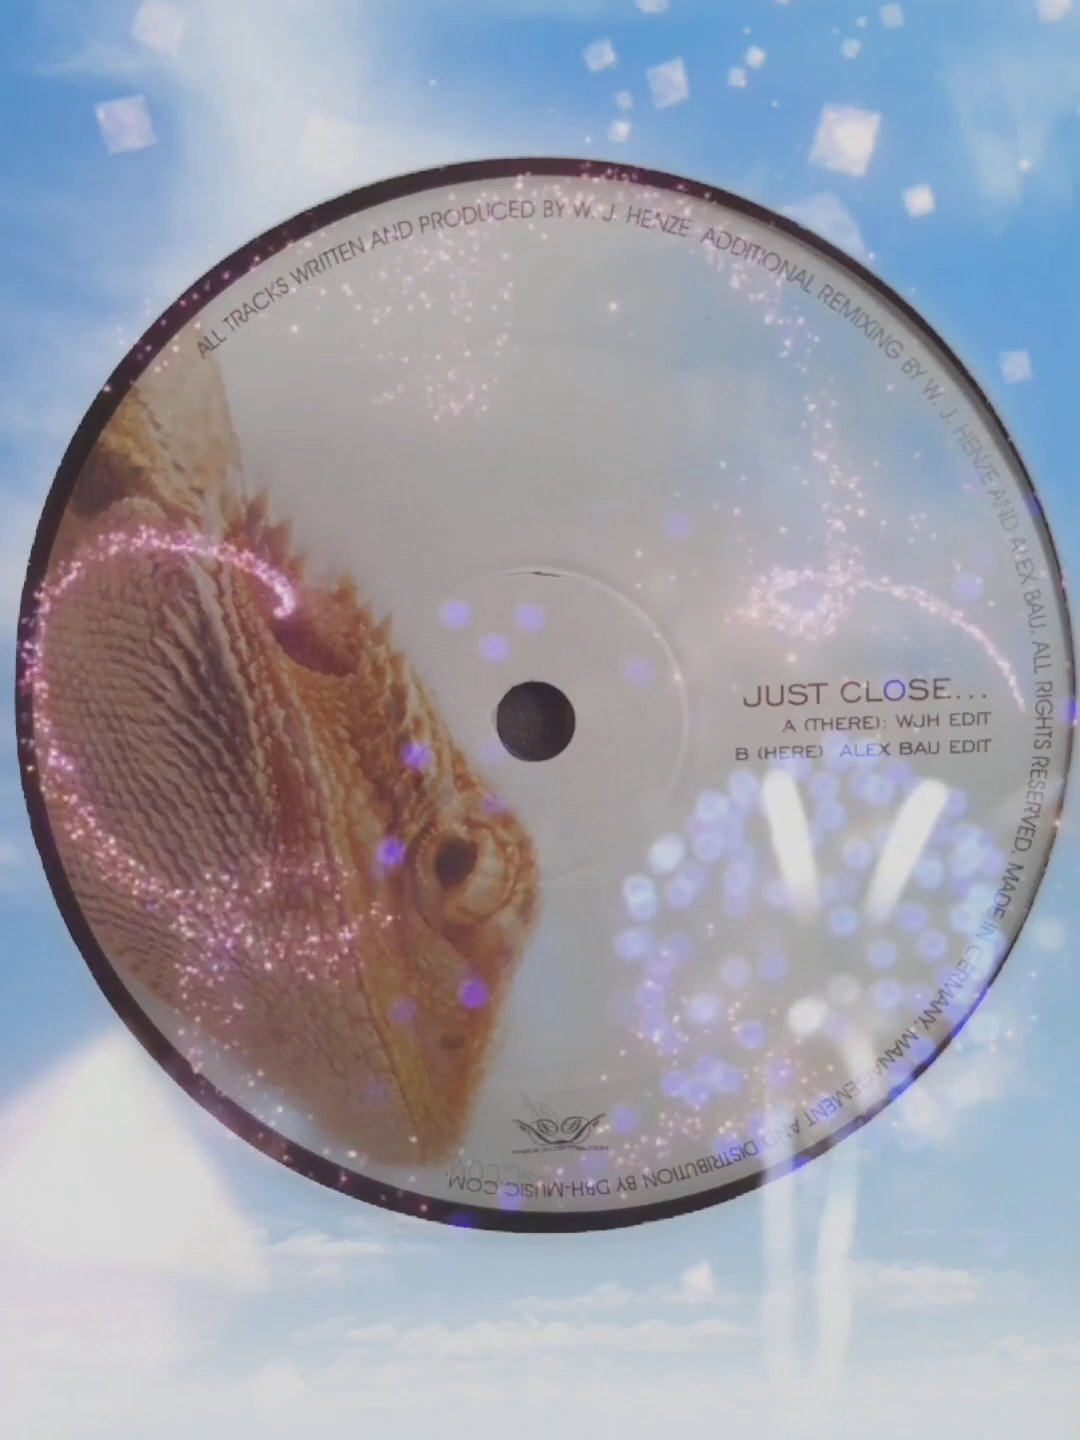 ALL TRACKS WRITTEN AND PRODUCED BY W. J. HENZE. ADDITIONAL REMIXING BY W. J. HENZE AND ALEX BAU. ALL RIGHTS RESERVED. MADE IN GERMANY. MANAGEMENT AND DISTRIBUTION BY DRH-MUSIC.COM.
JUST CLOSE...
A (THERE): WJH EDIT
B (HERE): ALEX BAU EDIT